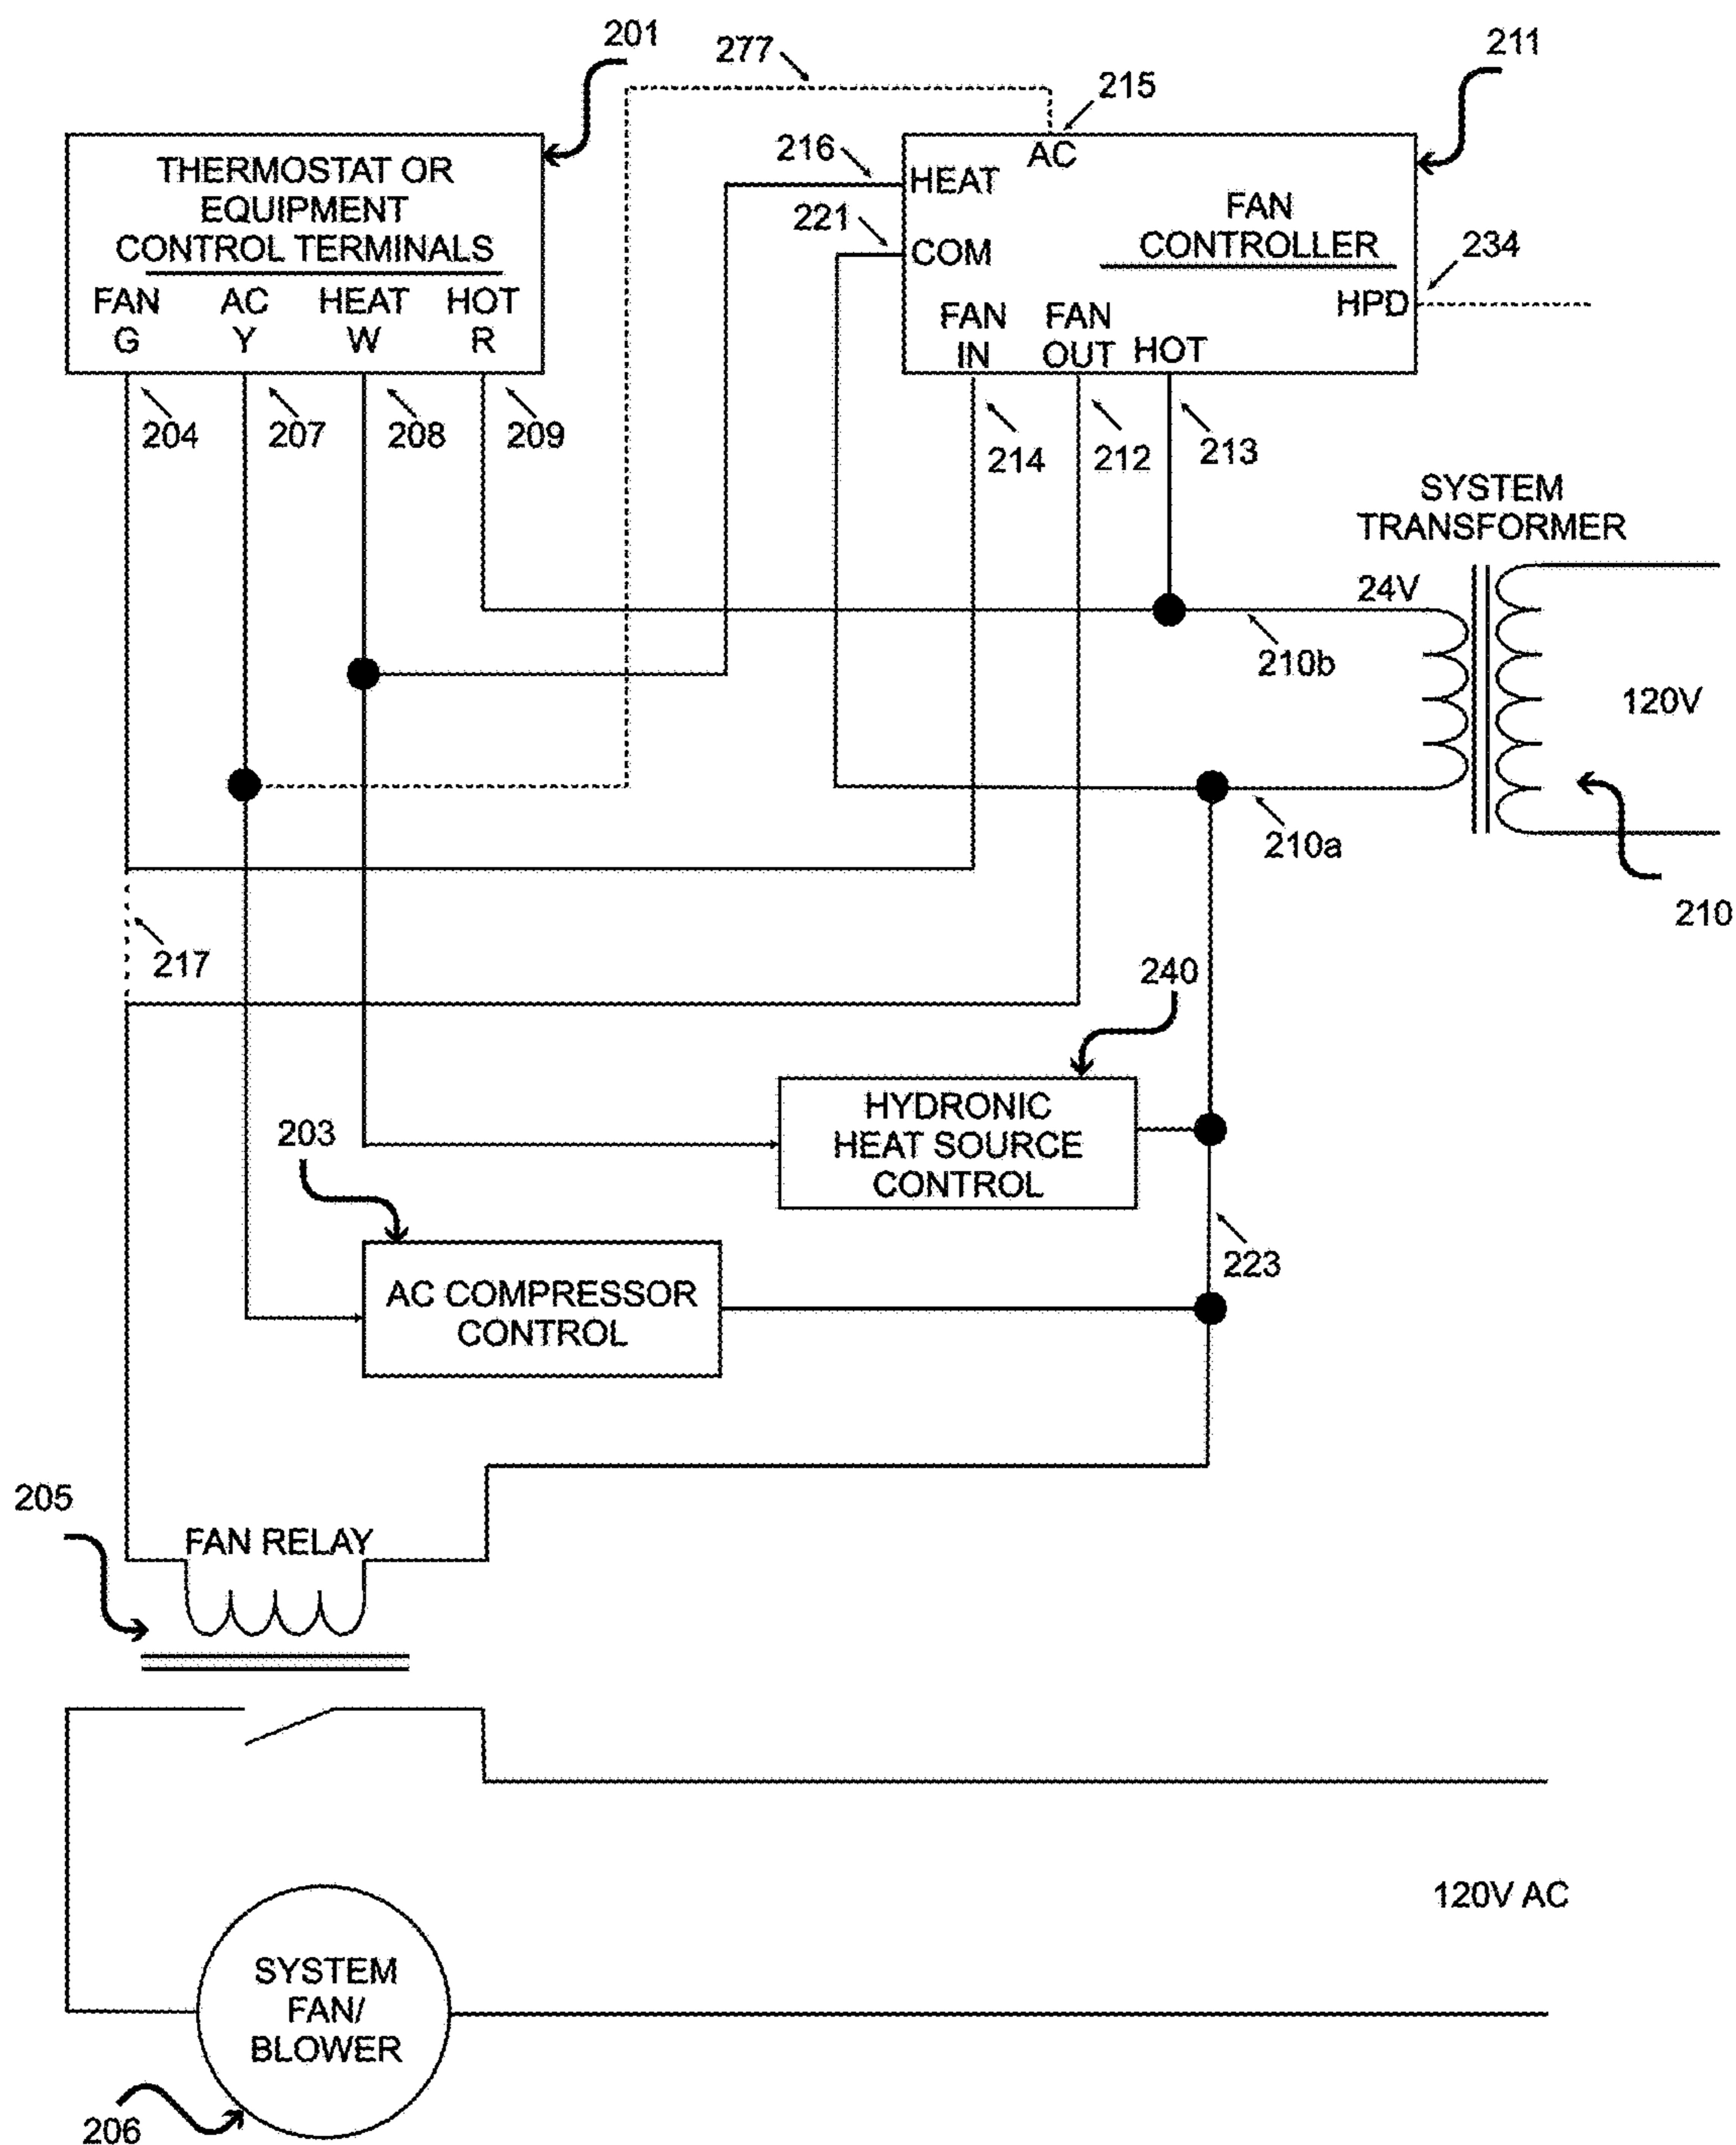 201
277
215
211
THERMOSTAT OR
EQUIPMENT
CONTROL TERMINALS
FAN AC HEAT HOT
G Y W R
216
221
AC
HEAT
COM
FAN
CONTROLLER
234
HPD
FAN FAN
IN OUT HOT
204 207 208 209
214 212 213
SYSTEM
TRANSFORMER
24V
210b
120V
210a
210
217
240
HYDRONIC
HEAT SOURCE
CONTROL
203
223
AC COMPRESSOR
CONTROL
205
FAN RELAY
120V AC
SYSTEM
FAN/
BLOWER
206